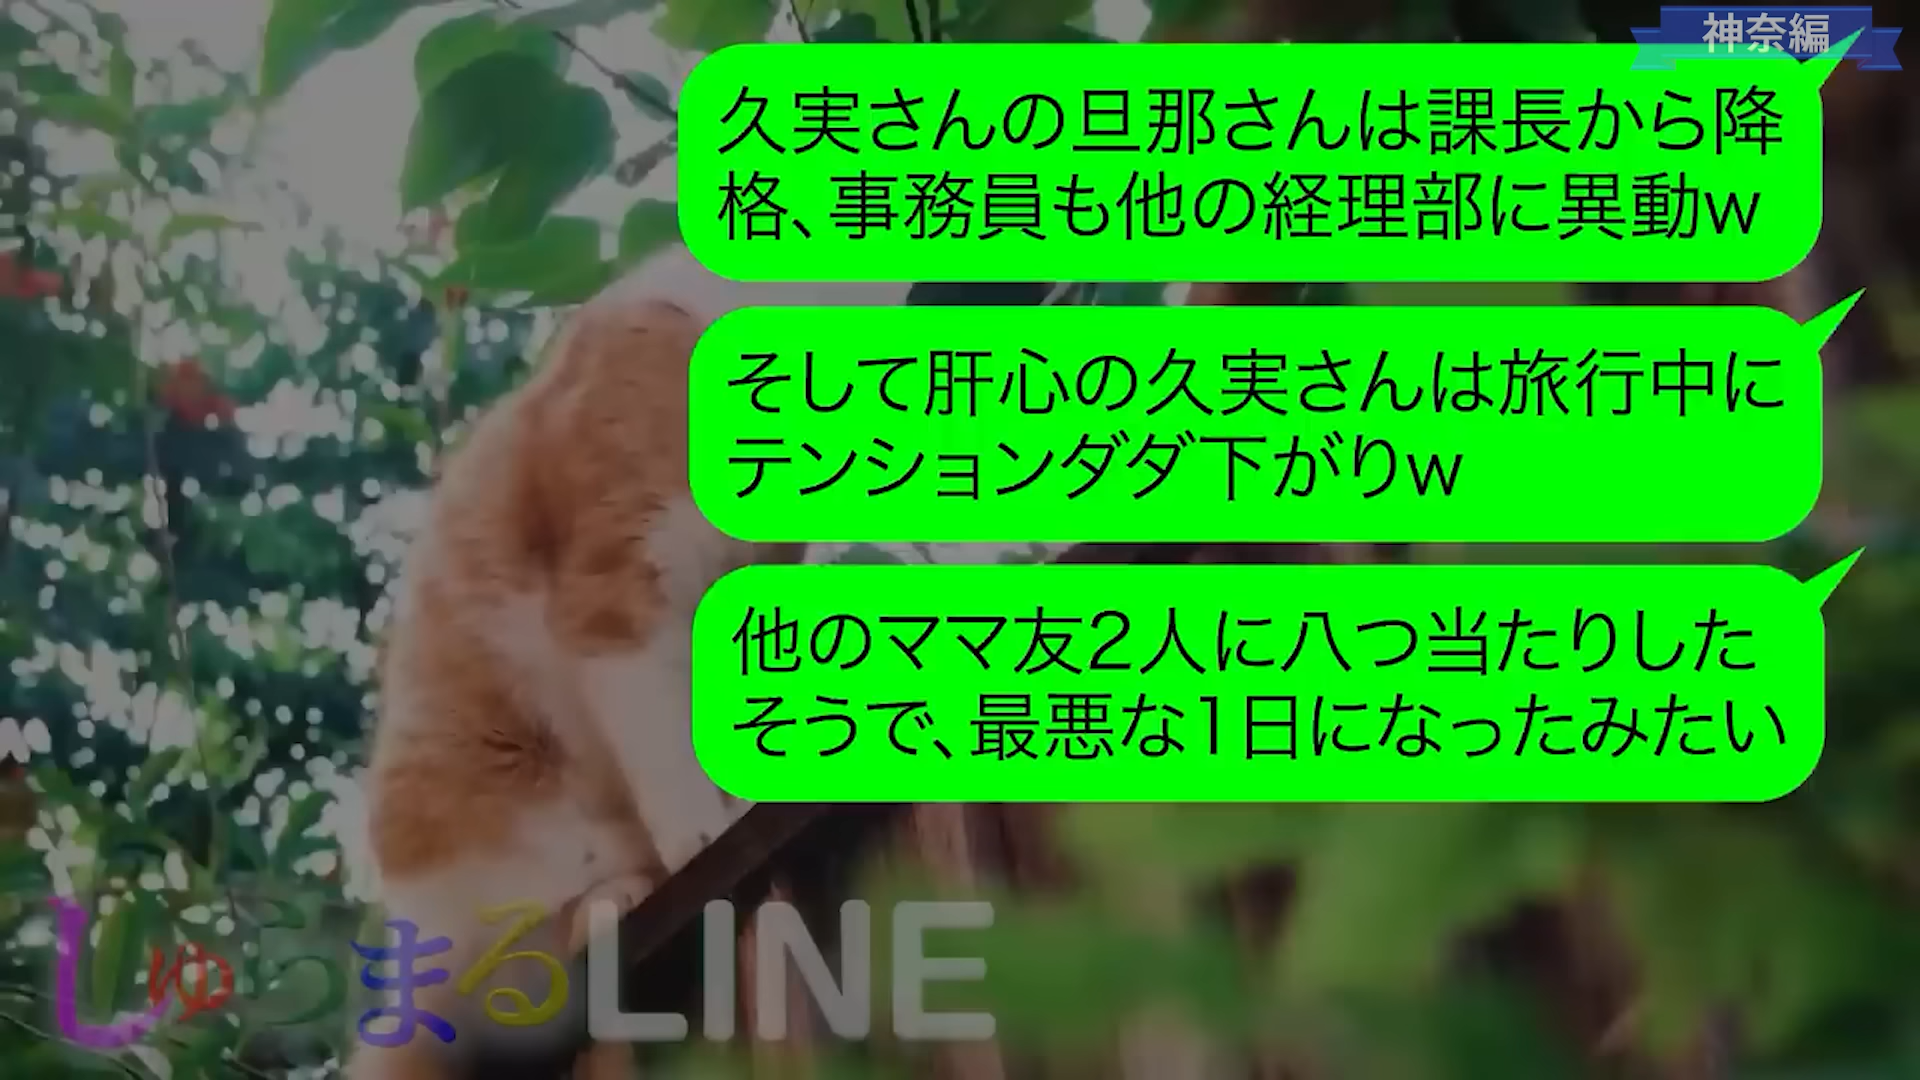 神奈編
久実さんの旦那さんは課長から降
格、事務員も他の経理部に異動w
そして肝心の久実さんは旅行中に
テンションダダ下がりw
他のママ友2人に八つ当たりした
そうで、最悪な1日になったみたい
しゅらまるLINE